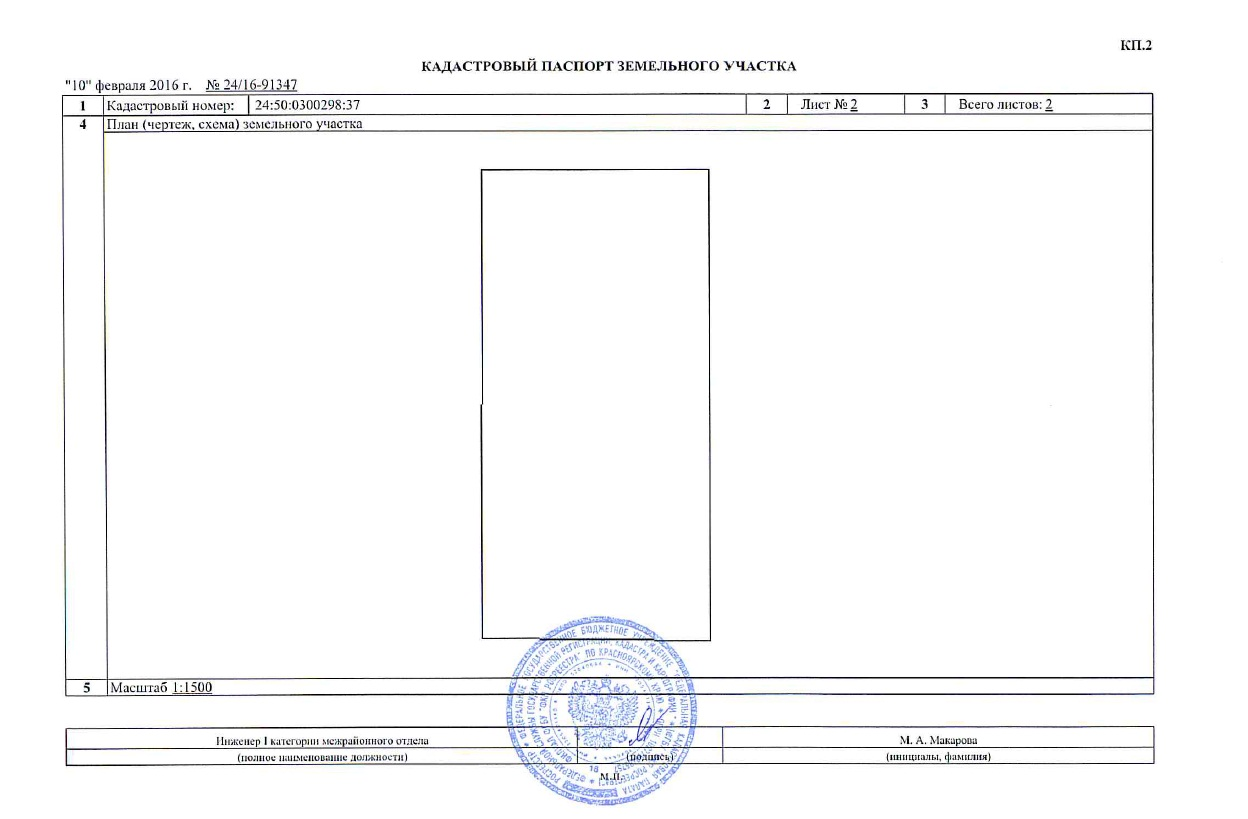 КП.2
КАДАСТРОВЫЙ ПАСПОРТ ЗЕМЕЛЬНОГО УЧАСТКА
"10" февраля 2016 г. № 24/16-91347
1 Кадастровый номер: 24:50:0300298:37 2 Лист № 2 3 Всего листов: 2
4 План (чертеж, схема) земельного участка
5 Масштаб 1:1500
Инженер I категории межрайонного отдела М. А. Макарова
(полное наименование должности) (подпись) (инициалы, фамилия)
М.П.